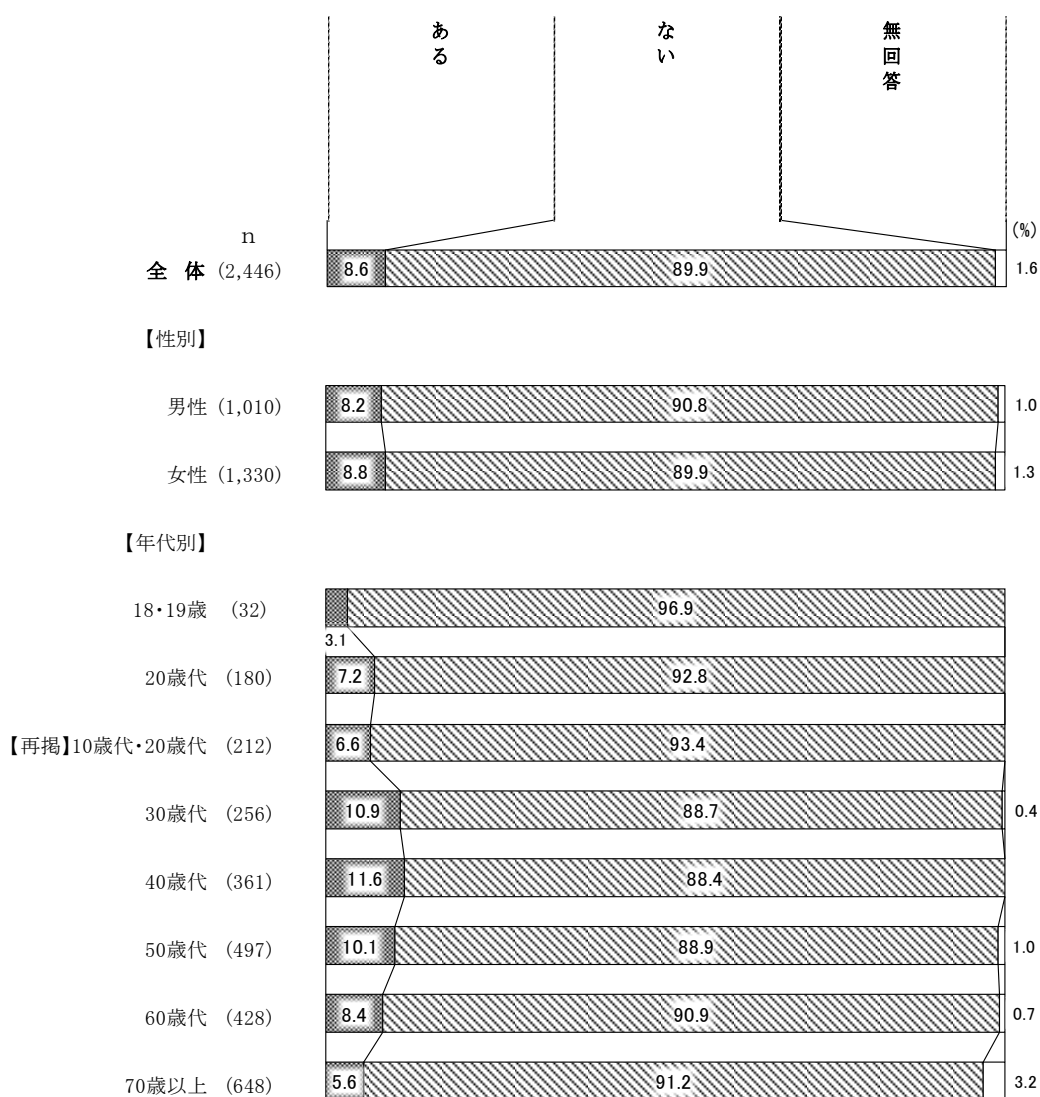 ある
ない
無回答
(%)
n
全 体 (2,446) 8.6 89.9 1.6
【性別】
男性 (1,010) 8.2 90.8 1.0
女性 (1,330) 8.8 89.9 1.3
【年代別】
18・19歳 (32) 3.1 96.9
20歳代 (180) 7.2 92.8
【再掲】10歳代・20歳代 (212) 6.6 93.4
30歳代 (256) 10.9 88.7 0.4
40歳代 (361) 11.6 88.4
50歳代 (497) 10.1 88.9 1.0
60歳代 (428) 8.4 90.9 0.7
70歳以上 (648) 5.6 91.2 3.2